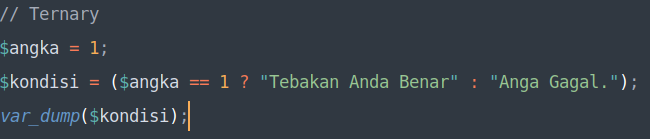 // Ternary
$angka = 1;
$kondisi = ($angka == 1 ? "Tebakan Anda Benar" : "Anga Gagal.");
var_dump($kondisi);